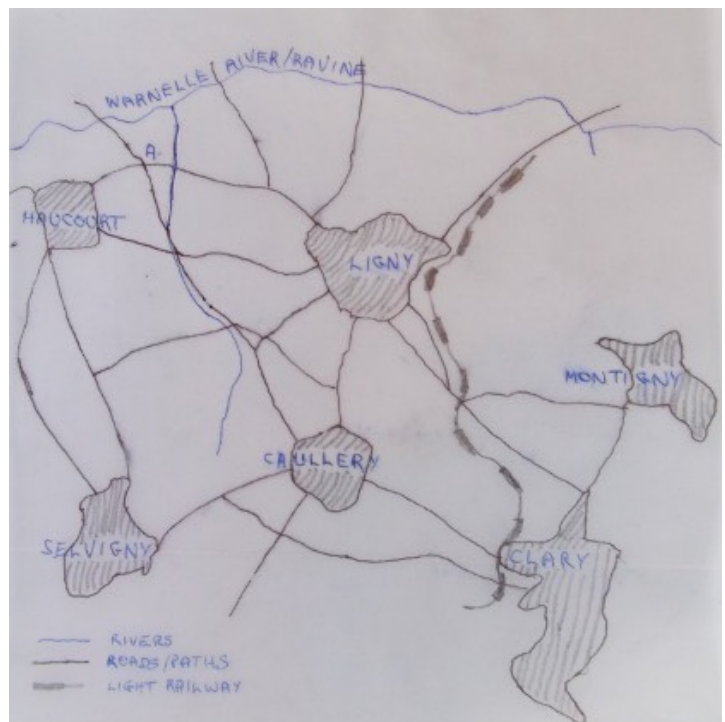 WARNELLE RIVER/RAVINE
A.
HAUCOURT
LIGNY
MONTIGNY
CAULLERY
SELVIGNY
CLARY
RIVERS
ROADS/PATHS
LIGHT RAILWAY